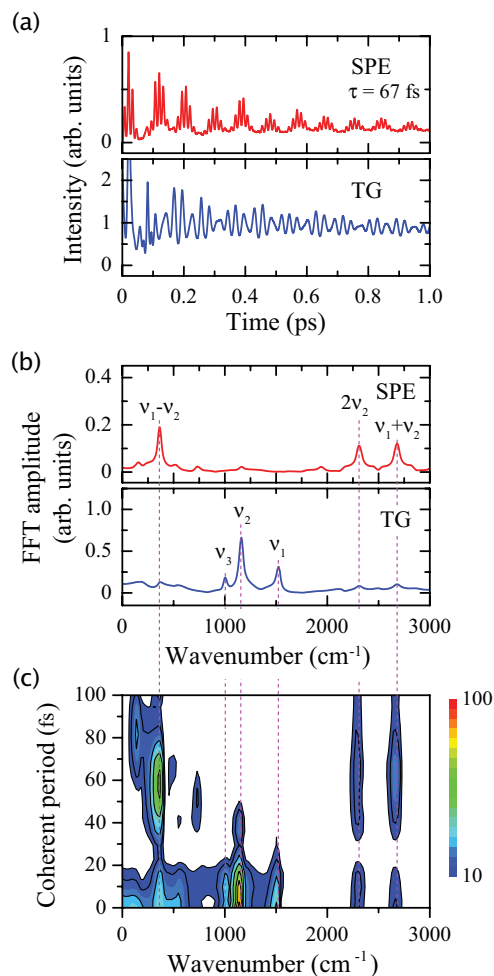 (a)
1
SPE
τ = 67 fs
0
2
TG
1
0
Intensity (arb. units)
0 0.2 0.4 0.6 0.8 1.0
Time (ps)
(b)
0.4
SPE
ν₁-ν₂
2ν₂
ν₁+ν₂
0.2
0.0
1.0
TG
ν₂
0.5
ν₃
ν₁
0.0
FFT amplitude
(arb. units)
0 1000 2000 3000
Wavenumber (cm⁻¹)
(c)
100
80
60
40
20
0
Coherent period (fs)
100
10
0 1000 2000 3000
Wavenumber (cm⁻¹)